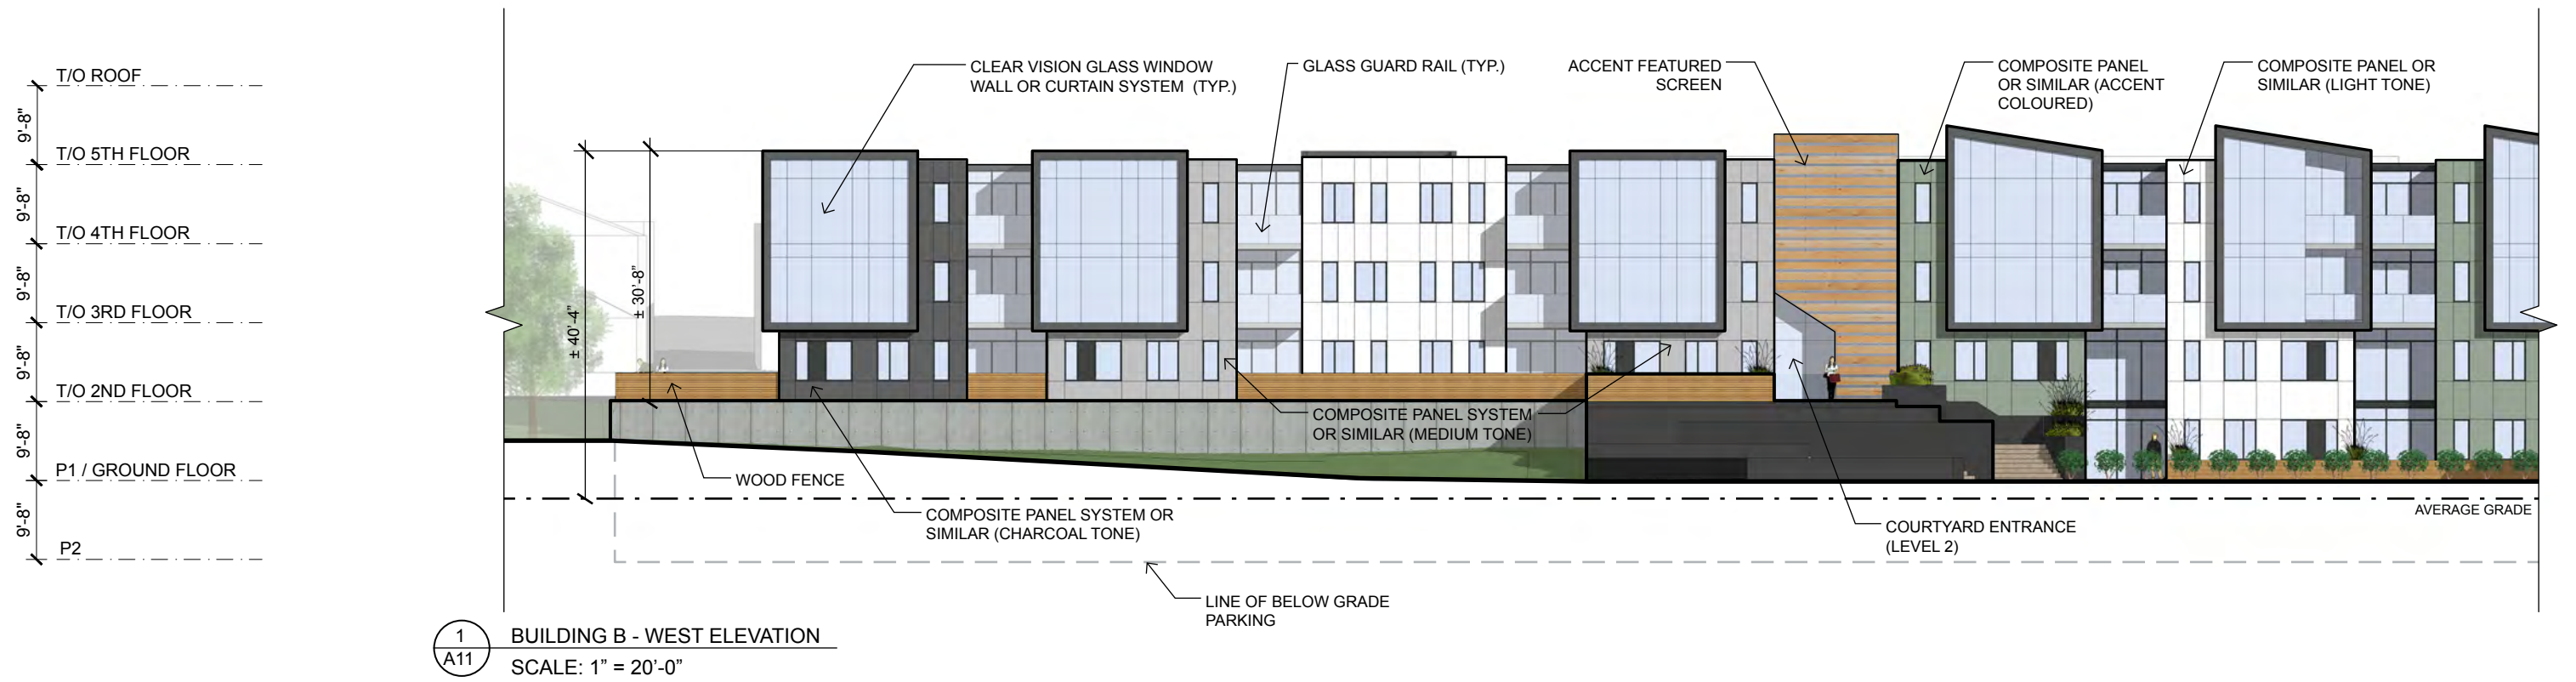 T/O ROOF
9'-8"
T/O 5TH FLOOR
9'-8"
T/O 4TH FLOOR
9'-8"
T/O 3RD FLOOR
9'-8"
T/O 2ND FLOOR
9'-8"
P1 / GROUND FLOOR
9'-8"
P2
± 40'-4"
± 30'-8"
CLEAR VISION GLASS WINDOW
WALL OR CURTAIN SYSTEM (TYP.)
GLASS GUARD RAIL (TYP.)
ACCENT FEATURED
SCREEN
COMPOSITE PANEL
OR SIMILAR (ACCENT
COLOURED)
COMPOSITE PANEL OR
SIMILAR (LIGHT TONE)
COMPOSITE PANEL SYSTEM
OR SIMILAR (MEDIUM TONE)
WOOD FENCE
COMPOSITE PANEL SYSTEM OR
SIMILAR (CHARCOAL TONE)
AVERAGE GRADE
COURTYARD ENTRANCE
(LEVEL 2)
LINE OF BELOW GRADE
PARKING
1
A11
BUILDING B - WEST ELEVATION
SCALE: 1” = 20’-0”